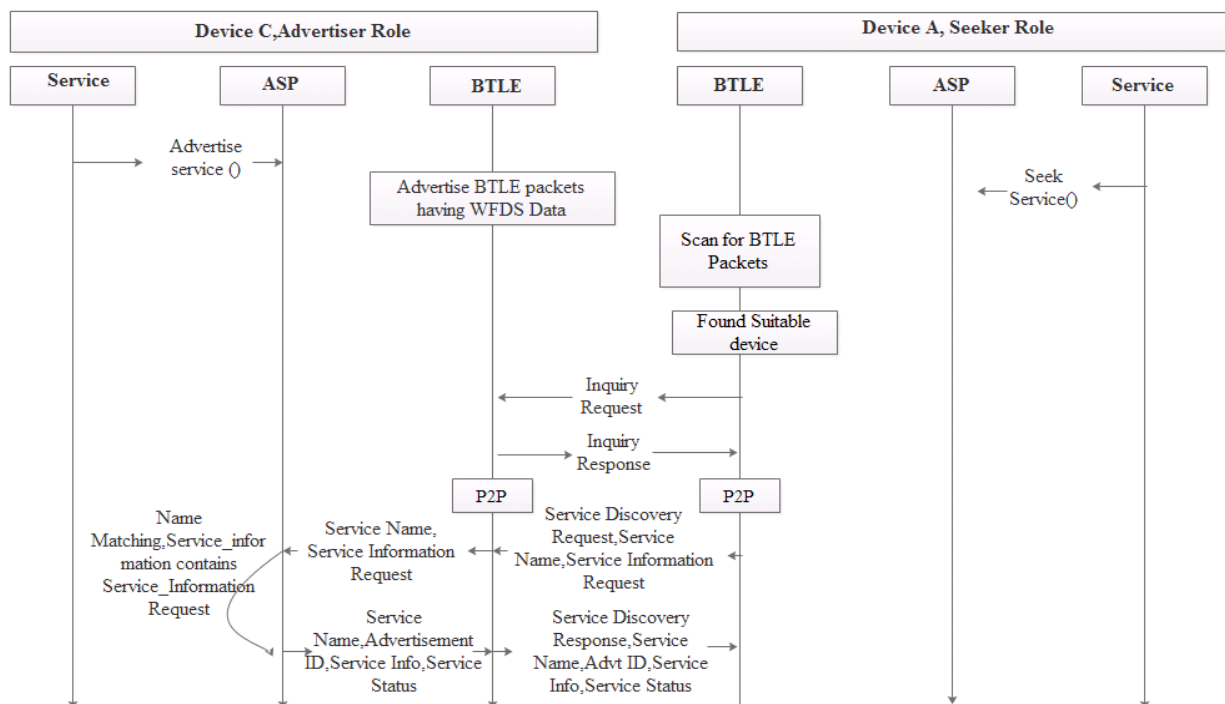 Device C,Advertiser Role
Device A, Seeker Role
Service
ASP
BTLE
BTLE
ASP
Service
Advertise
service ()
Advertise BTLE packets
having WFDS Data
Seek
Service()
Scan for BTLE
Packets
Found Suitable
device
Inquiry
Request
Inquiry
Response
P2P
P2P
Name
Matching,Service_infor
mation contains
Service_Information
Request
Service Name,
Service Information
Request
Service Discovery
Request,Service
Name,Service Information
Request
Service
Name,Advertisement
ID,Service Info,Service
Status
Service Discovery
Response,Service
Name,Advt ID,Service
Info,Service Status